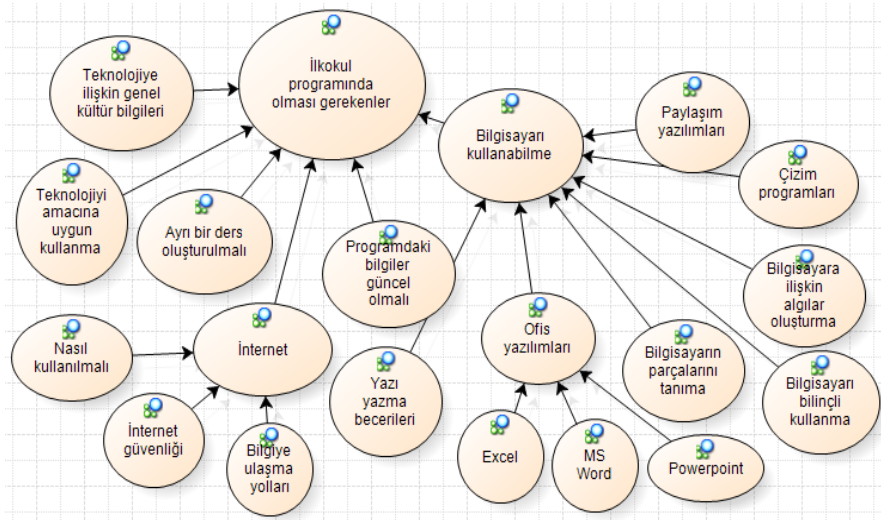 İlkokul
programında
olması gerekenler
Teknolojiye
ilişkin genel
kültür bilgileri
Bilgisayarı
kullanabilme
Paylaşım
yazılımları
Çizim
programları
Teknolojiyi
amacına
uygun
kullanma
Ayrı bir ders
oluşturulmalı
Programdaki
bilgiler
güncel
olmalı
Bilgisayara
ilişkin
algılar
oluşturma
Nasıl
kullanılmalı
İnternet
Ofis
yazılımları
Bilgisayarın
parçalarını
tanıma
Yazı
yazma
becerileri
Bilgisayarı
bilinçli
kullanma
İnternet
güvenliği
Bilgiye
ulaşma
yolları
Excel
MS
Word
Powerpoint